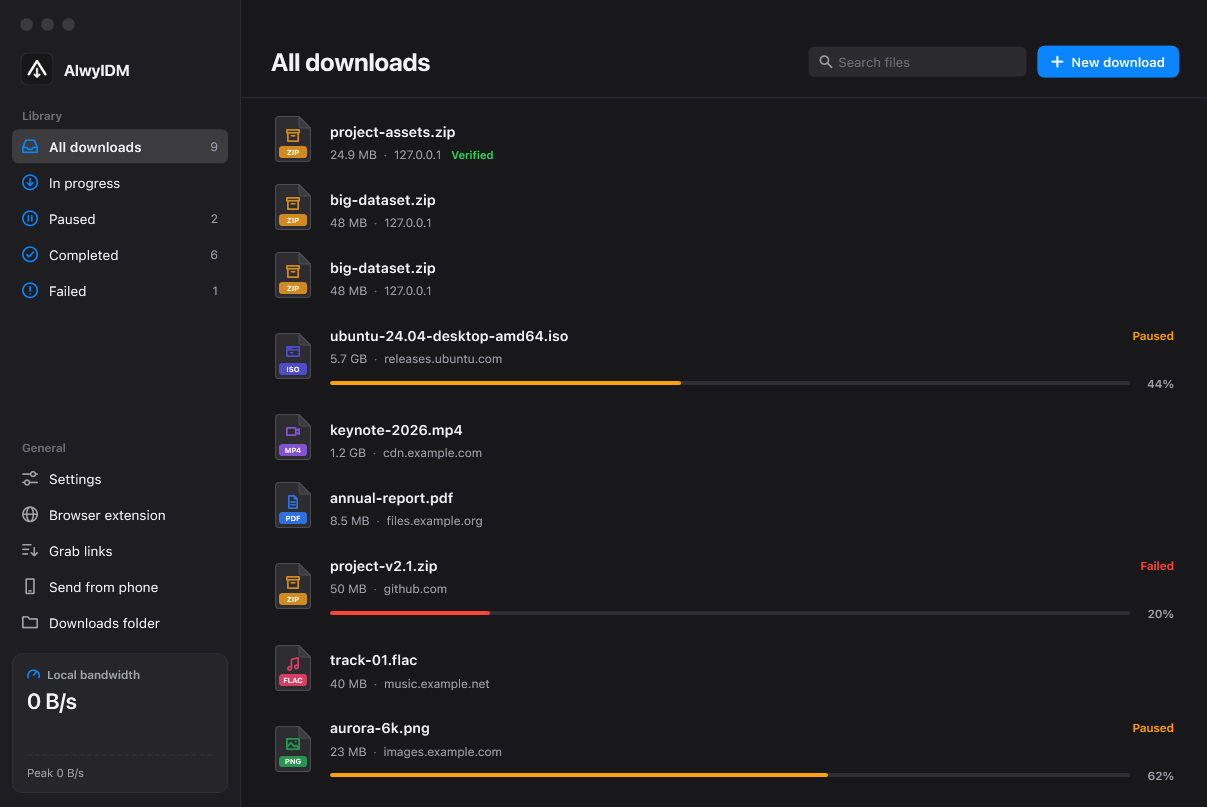 AlwyIDM
Library
All downloads 9
In progress
Paused 2
Completed 6
Failed 1
General
Settings
Browser extension
Grab links
Send from phone
Downloads folder
Local bandwidth
0 B/s
Peak 0 B/s
All downloads
Search files
New download
ZIP
project-assets.zip
24.9 MB · 127.0.0.1 Verified
ZIP
big-dataset.zip
48 MB · 127.0.0.1
ZIP
big-dataset.zip
48 MB · 127.0.0.1
ISO
ubuntu-24.04-desktop-amd64.iso Paused
5.7 GB · releases.ubuntu.com
44%
MP4
keynote-2026.mp4
1.2 GB · cdn.example.com
PDF
annual-report.pdf
8.5 MB · files.example.org
ZIP
project-v2.1.zip Failed
50 MB · github.com
20%
FLAC
track-01.flac
40 MB · music.example.net
PNG
aurora-6k.png Paused
23 MB · images.example.com
62%